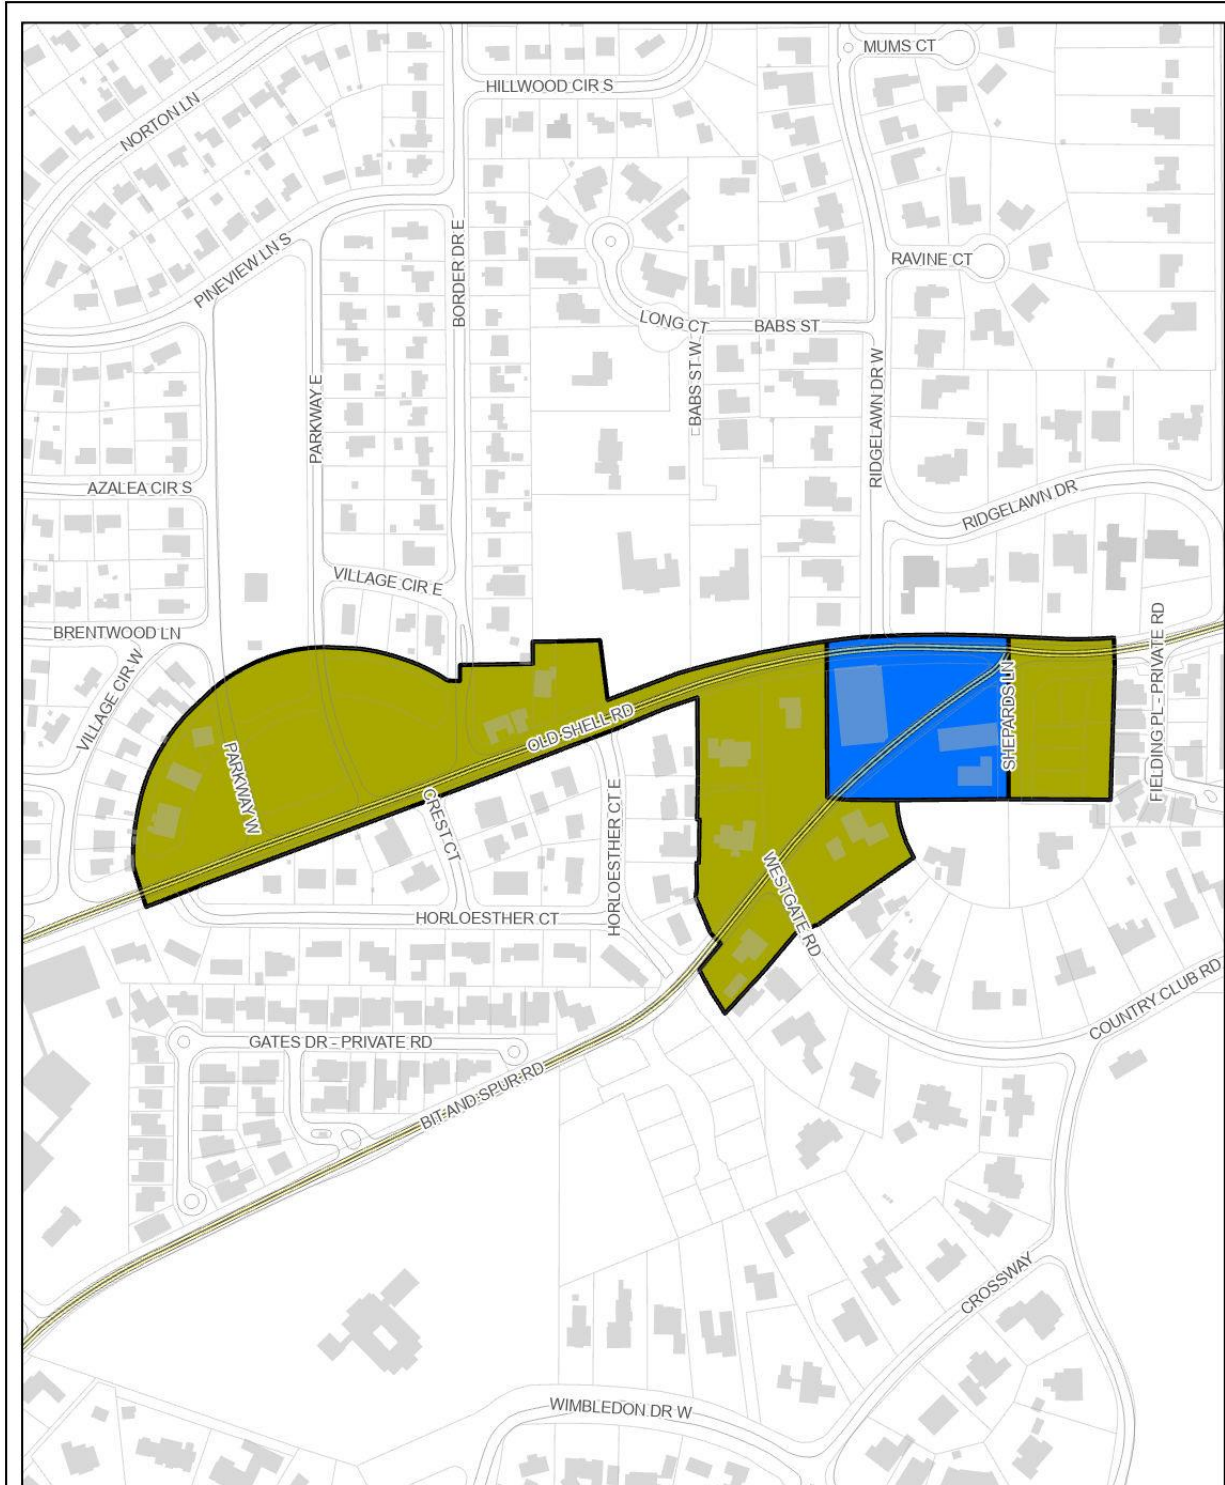 MUMS CT
HILLWOOD CIR S
NORTON LN
BORDER DR E
PINEVIEW LN S
RAVINE CT
LONG CT
BABS ST
BABS ST W
RIDGELAWN DR W
PARKWAY E
AZALEA CIR S
RIDGELAWN DR
VILLAGE CIR E
BRENTWOOD LN
VILLAGE CIR W
FIELDING PL - PRIVATE RD
SHEPARDS LN
OLD SHELL RD
PARKWAY W
CREST CT
HORLOESTHER CT E
WESTGATE RD
HORLOESTHER CT
COUNTRY CLUB RD
GATES DR - PRIVATE RD
BIT AND SPUR RD
CROSSWAY
WIMBLEDON DR W